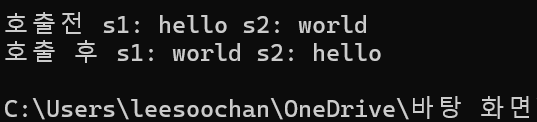 호출전 s1: hello s2: world
호출 후 s1: world s2: hello
C:\Users\leesoochan\OneDrive\바탕 화면